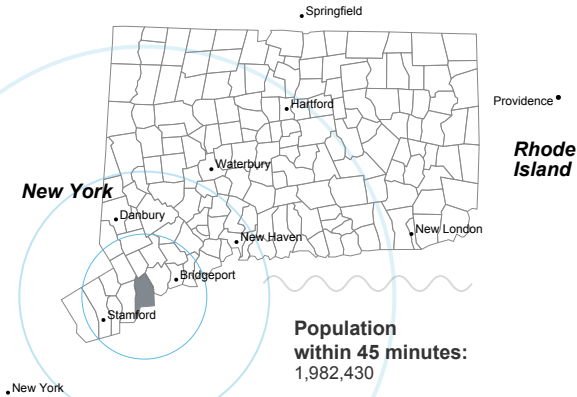 Springfield
Providence
Hartford
Rhode
Island
Waterbury
New York
Danbury
New London
New Haven
Bridgeport
Stamford
Population
within 45 minutes:
1,982,430
New York